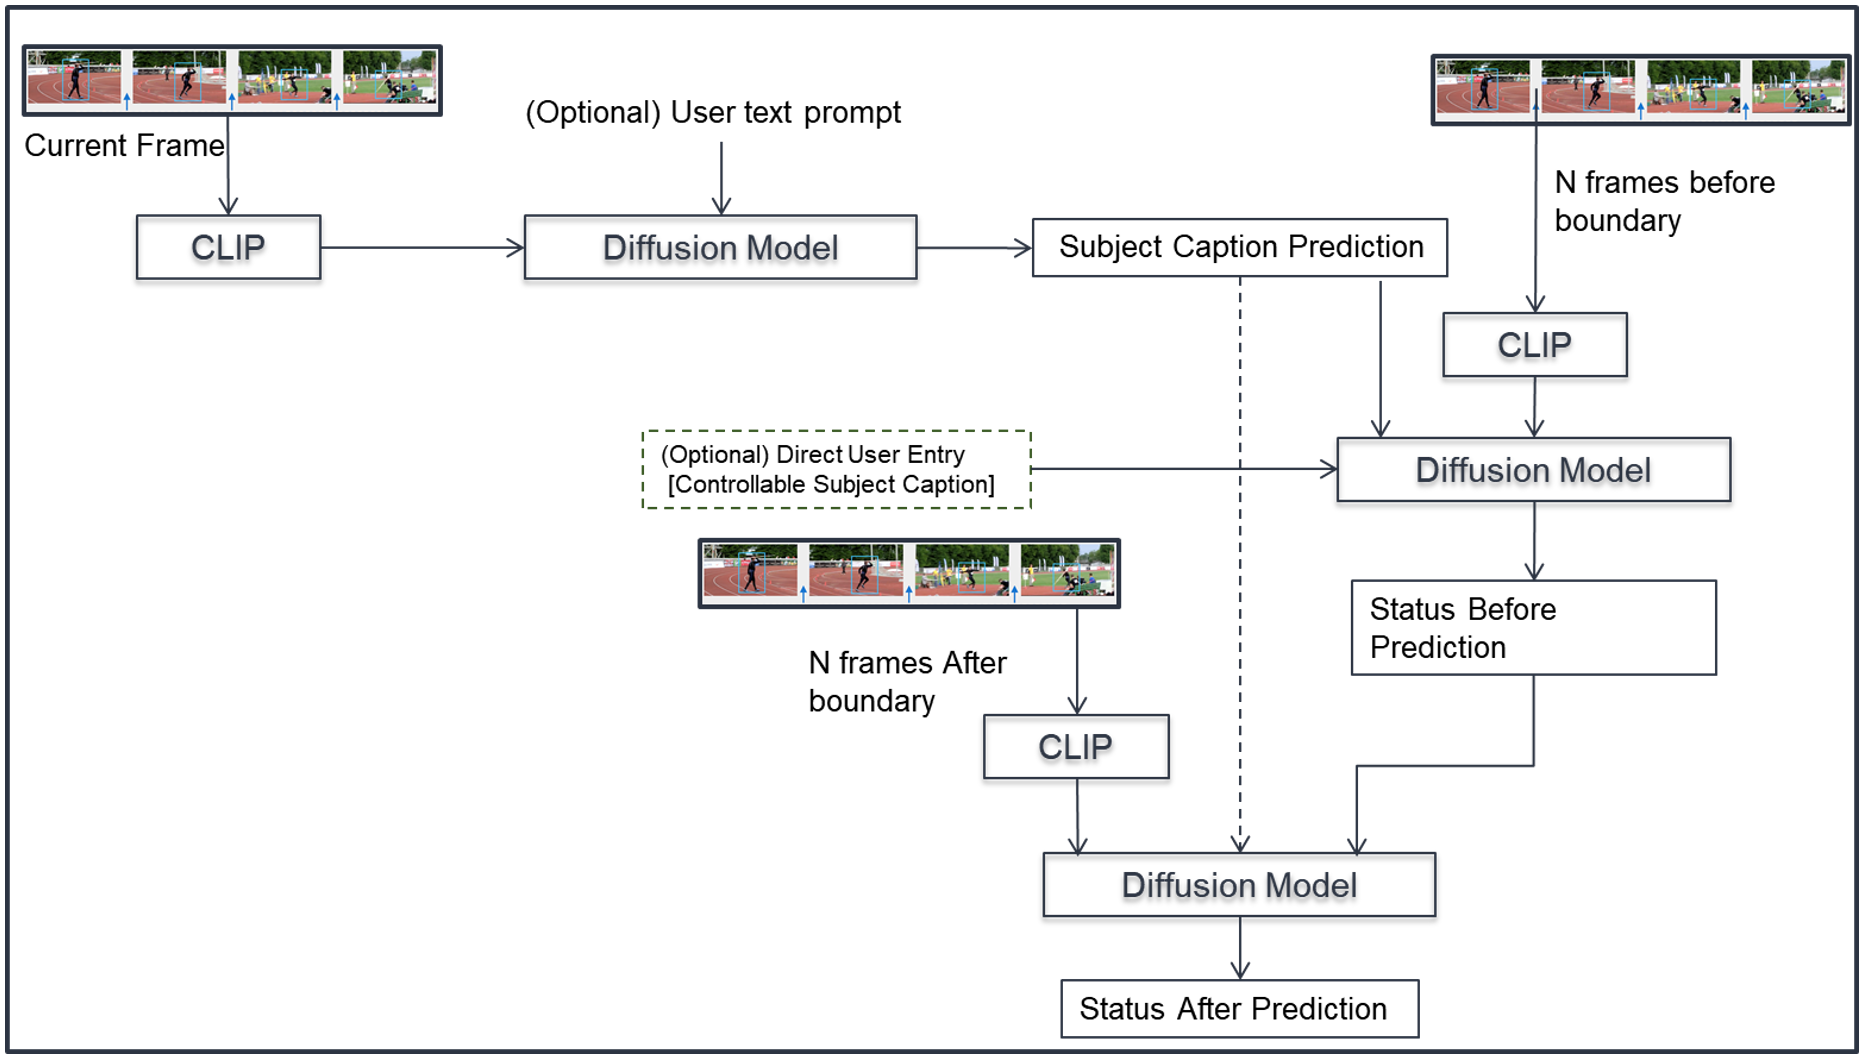 Current Frame
(Optional) User text prompt
N frames before
boundary
CLIP
Diffusion Model
Subject Caption Prediction
CLIP
(Optional) Direct User Entry
[Controllable Subject Caption]
Diffusion Model
N frames After
boundary
Status Before
Prediction
CLIP
Diffusion Model
Status After Prediction